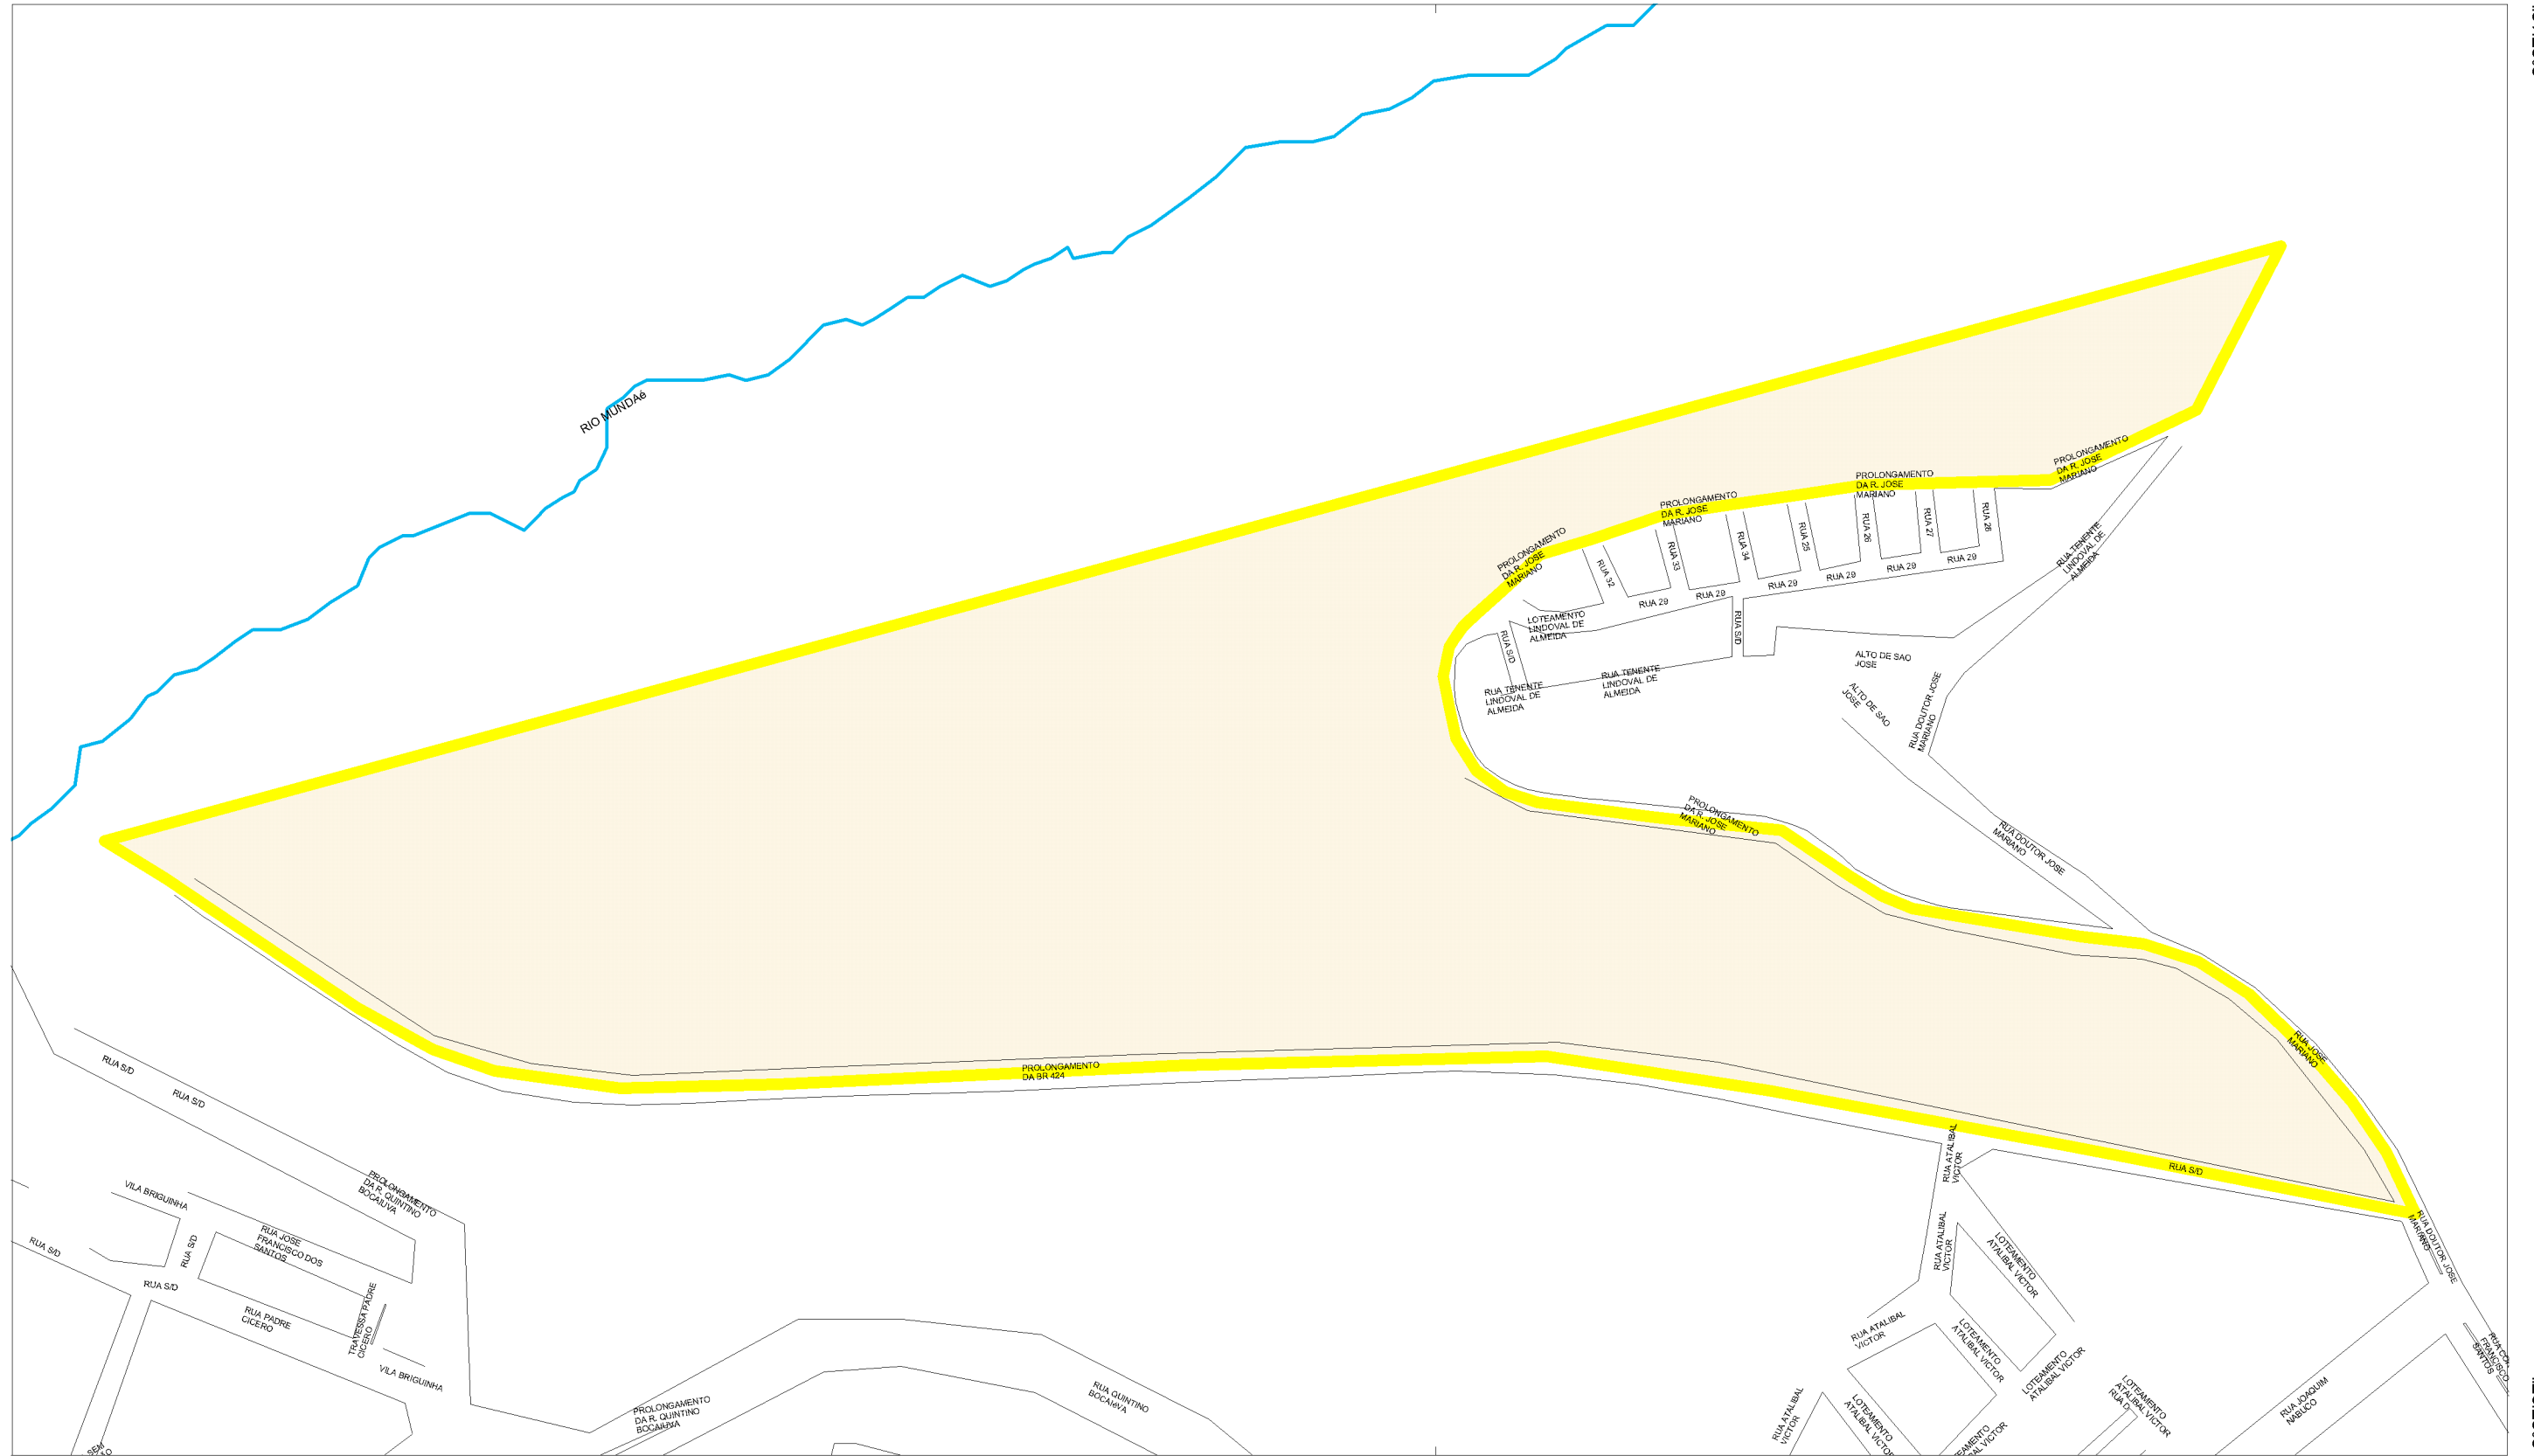 RIO MUNDAé
PROLONGAMENTO
DA R. JOSE
MARIANO
PROLONGAMENTO
DA R. JOSE
MARIANO
PROLONGAMENTO
DA R. JOSE
MARIANO
PROLONGAMENTO
DA R. JOSE
MARIANO
RUA 32
RUA 33
RUA 34
RUA 25
RUA 26
RUA 27
RUA 26
RUA 29
RUA 29
RUA 29
RUA 29
RUA 29
RUA 29
RUA TENENTE
LINDOVAL DE
ALMEIDA
LOTEAMENTO
LINDOVAL DE
ALMEIDA
RUA S/D
RUA S/D
RUA TENENTE
LINDOVAL DE
ALMEIDA
RUA TENENTE
LINDOVAL DE
ALMEIDA
ALTO DE SAO
JOSE
ALTO DE SAO
JOSE
RUA DOUTOR JOSE
MARIANO
PROLONGAMENTO
DA R. JOSE
MARIANO
RUA DOUTOR JOSE
MARIANO
RUA JOSE
MARIANO
PROLONGAMENTO
DA BR 424
RUA S/D
RUA S/D
RUA S/D
RUA ATALIBAL
VICTOR
PROLONGAMENTO
DA R. QUINTINO
BOCAIUVA
VILA BRIGUINHA
RUA S/D
RUA S/D
RUA JOSE
FRANCISCO DOS
SANTOS
RUA S/D
RUA PADRE
CICERO
TRAVESSA PADRE
CICERO
VILA BRIGUINHA
RUA ATALIBAL
VICTOR
LOTEAMENTO
ATALIBAL VICTOR
RUA DOUTOR JOSE
MARIANO
RUA ATALIBAL
VICTOR
LOTEAMENTO
ATALIBAL VICTOR
LOTEAMENTO
ATALIBAL VICTOR
RUA COR
FRANCISCO
SANTOS
PROLONGAMENTO
DA R. QUINTINO
BOCAIUVA
RUA QUINTINO
BOCAIUVA
RUA ATALIBAL
VICTOR
LOTEAMENTO
ATALIBAL VICTOR
LOTEAMENTO
ATALIBAL VICTOR
RUA D
RUA JOAQUIM
NABUCO
SEM